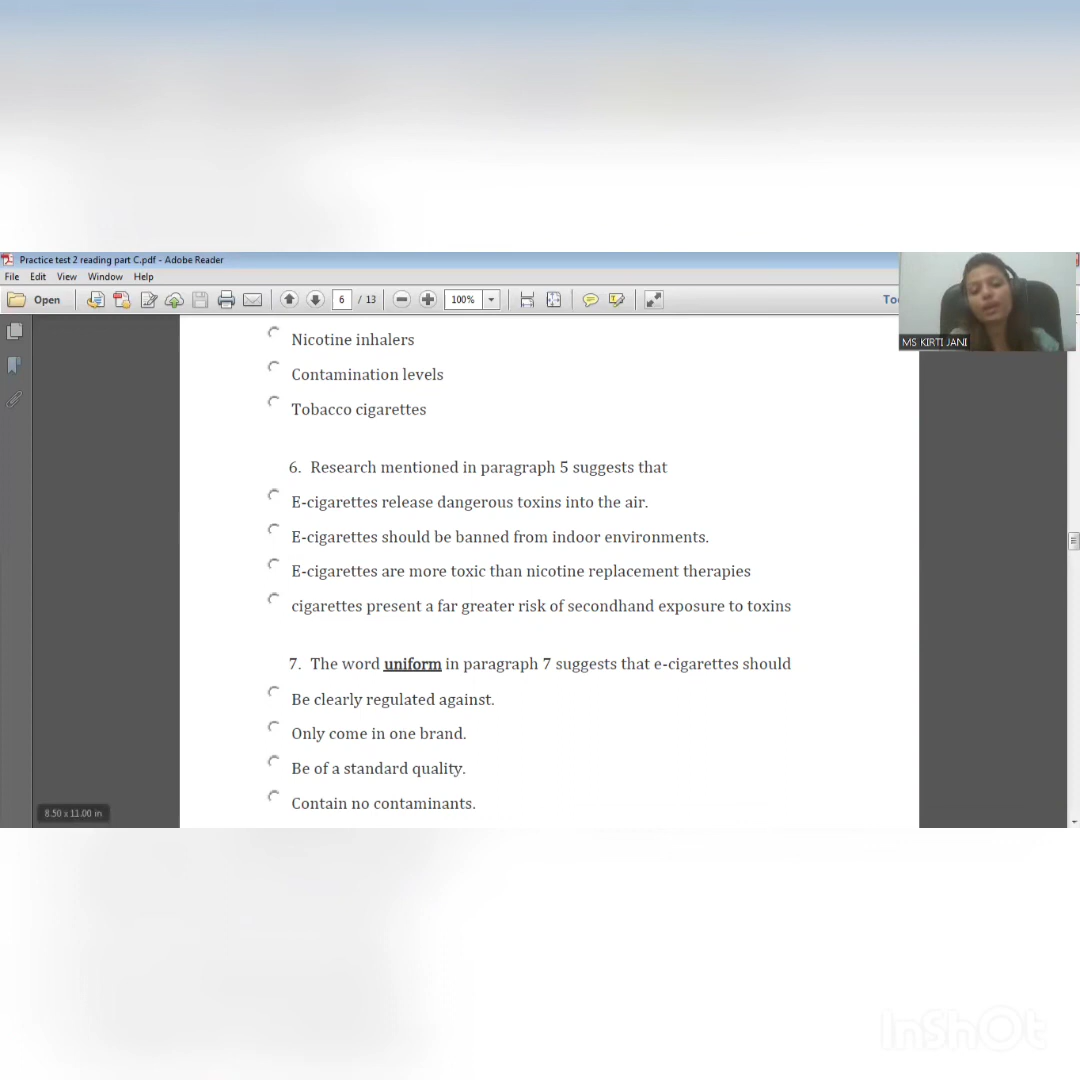 Practice test 2 reading part C.pdf - Adobe Reader
File Edit View Window Help
Open 6 / 13 100%
MS KIRTI JANI
Nicotine inhalers
Contamination levels
Tobacco cigarettes
6. Research mentioned in paragraph 5 suggests that
E-cigarettes release dangerous toxins into the air.
E-cigarettes should be banned from indoor environments.
E-cigarettes are more toxic than nicotine replacement therapies
cigarettes present a far greater risk of secondhand exposure to toxins
7. The word uniform in paragraph 7 suggests that e-cigarettes should
Be clearly regulated against.
Only come in one brand.
Be of a standard quality.
Contain no contaminants.
8.50 x 11.00 in
InShOt